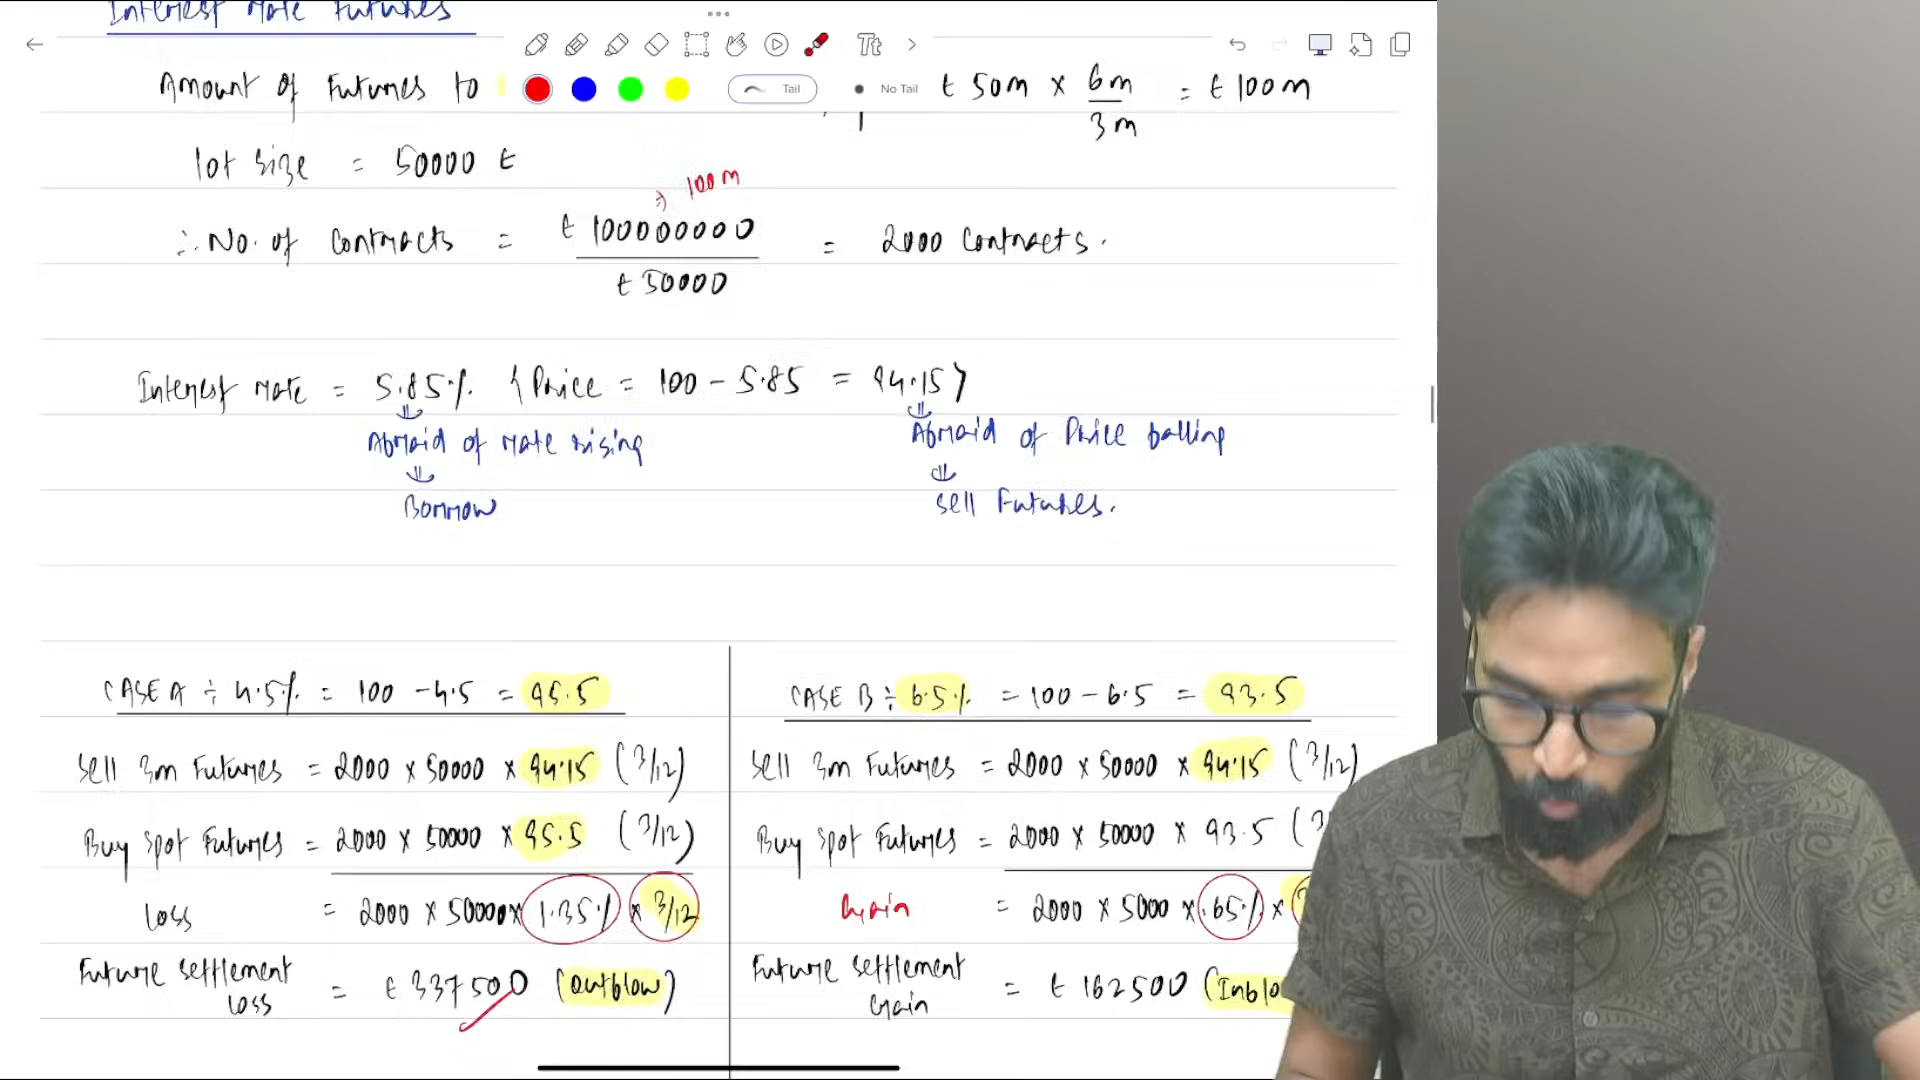 Interest Rate Futures
Tt
Amount of Futures to
Tail
No Tail
€ 50m × 6m / 3m = € 100m
lot size = 50000 €
⇒ 100m
∴ No. of Contracts = € 100000000 / € 50000 = 2000 Contracts.
Interest Rate = 5.85% {Price = 100 - 5.85 = 94.15}
Afraid of rate rising
Afraid of Price falling
Borrow
Sell Futures.
CASE A ÷ 4.5% = 100 - 4.5 = 95.5
Sell 3m Futures = 2000 × 50000 × 94.15 (3/12)
Buy Spot Futures = 2000 × 50000 × 95.5 (3/12)
Loss = 2000 × 50000 × 1.35% × 3/12
Future Settlement Loss = € 337500 (Outflow)
CASE B ÷ 6.5% = 100 - 6.5 = 93.5
Sell 3m Futures = 2000 × 50000 × 94.15 (3/12)
Buy Spot Futures = 2000 × 50000 × 93.5 (3
Gain = 2000 × 5000 × .65% ×
Future Settlement Gain = € 162500 (Inflo